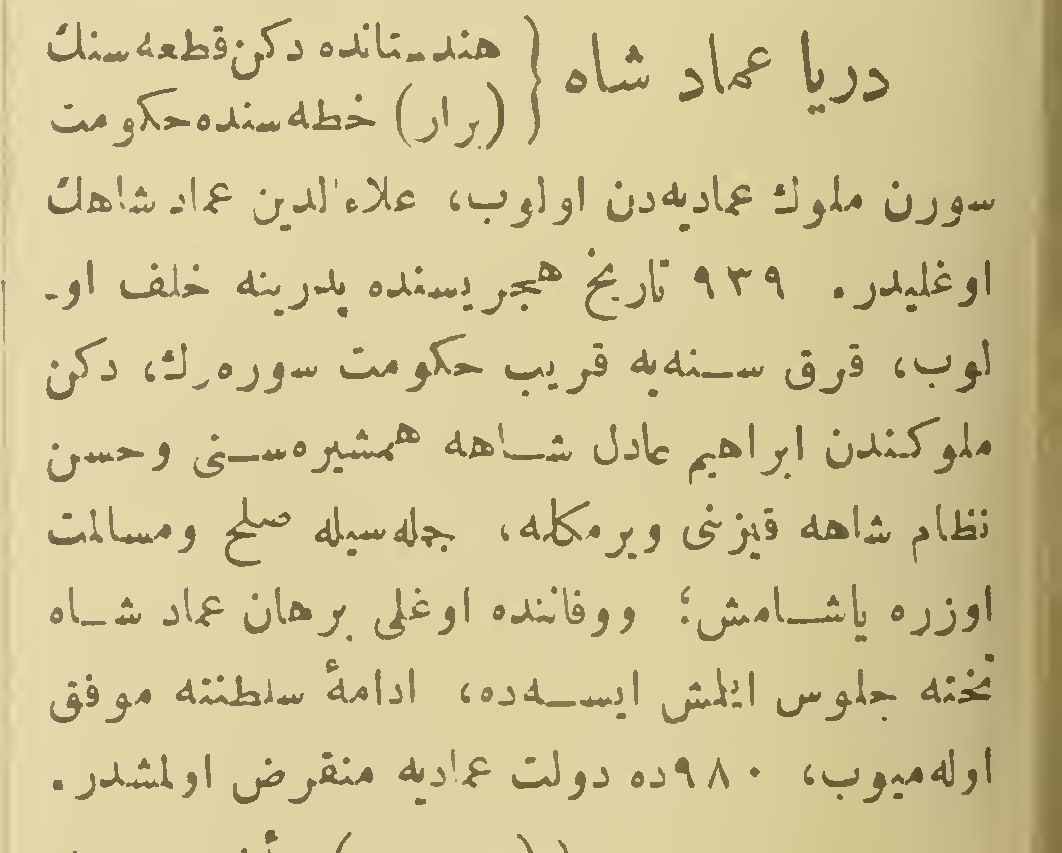 دریا عماد شاه { هندستانده دکن قطعه‌سنك
(برار) خطه‌سنده حکومت
سورن ملوك عمادیه‌دن اولوب، علاءالدین عماد شاهك
اوغلیدر. ۹۳۹ تاریخ هجریسنده پدرینه خلف او-
لوب، قرق سنه‌یه قریب حکومت سوره‌رك، دکن
ملوکندن ابراهیم عادل شاهه همشیره‌سنی وحسن
نظام شاهه قیزینی ویرمکله، جمله‌سیله صلح ومسالمت
اوزره یاشامش؛ ووفاتنده اوغلی برهان عماد شاه
تخته جلوس ایتمش ایسه‌ده، ادامهٔ سلطنته موفق
اوله‌میوب، ۹۸۰ده دولت عمادیه منقرض اولمشدر.